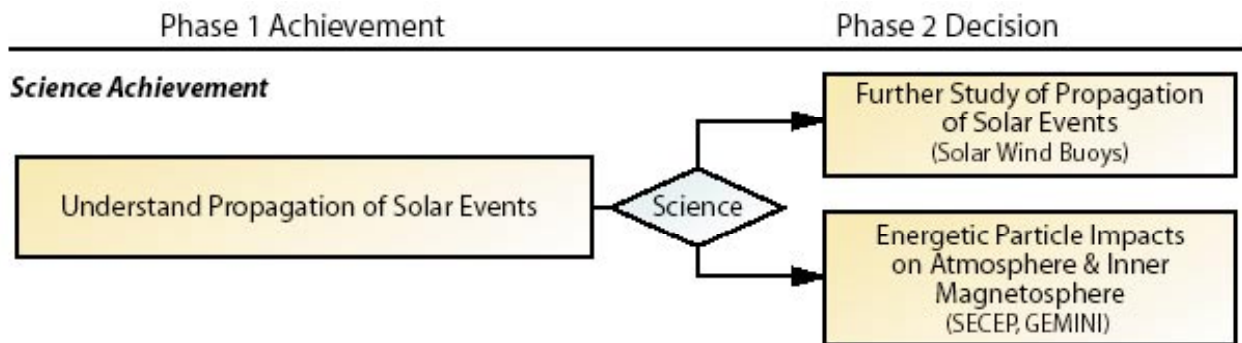 Phase 1 Achievement
Phase 2 Decision
Science Achievement
Understand Propagation of Solar Events
Science
Further Study of Propagation
of Solar Events
(Solar Wind Buoys)
Energetic Particle Impacts
on Atmosphere & Inner
Magnetosphere
(SECEP, GEMINI)